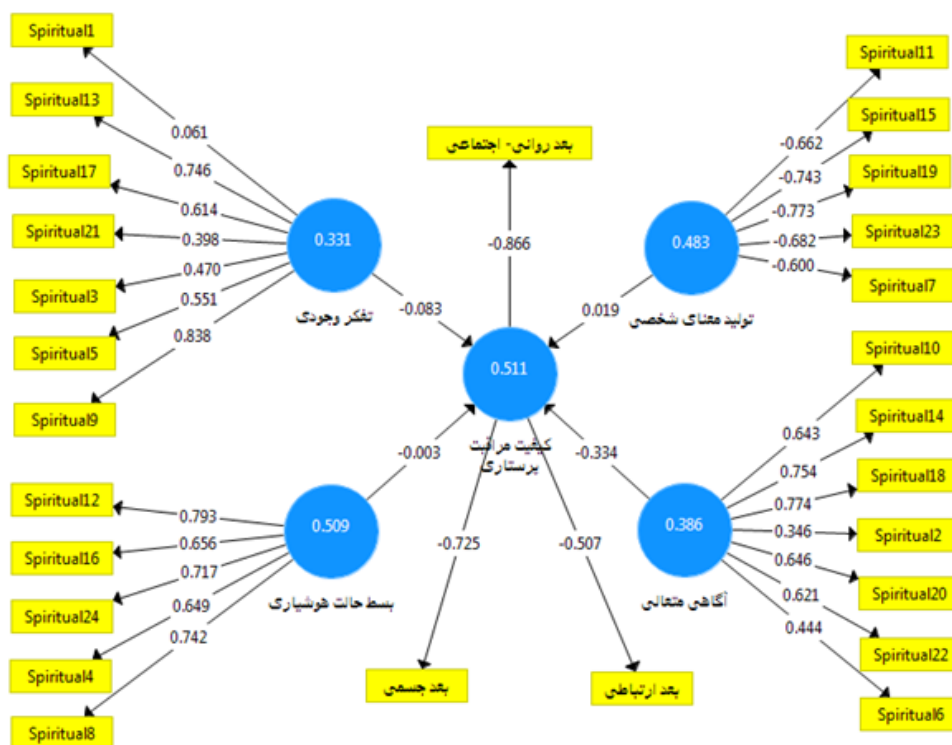 Spiritual1
Spiritual13
Spiritual17
Spiritual21
Spiritual3
Spiritual5
Spiritual9
0.061
0.746
0.614
0.398
0.470
0.551
0.838
0.331
تفکر وجودی
-0.083
بعد روانی- اجتماعی
-0.866
Spiritual11
Spiritual15
Spiritual19
Spiritual23
Spiritual7
-0.662
-0.743
-0.773
-0.682
-0.600
0.483
تولید معنای شخصی
0.019
0.511
کیفیت مراقبت
پرستاری
Spiritual12
Spiritual16
Spiritual24
Spiritual4
Spiritual8
0.793
0.656
0.717
0.649
0.742
0.509
بسط حالت هوشیاری
-0.003
-0.725
بعد جسمی
-0.507
بعد ارتباطی
-0.334
0.386
آگاهی متعالی
Spiritual10
Spiritual14
Spiritual18
Spiritual2
Spiritual20
Spiritual22
Spiritual6
0.643
0.754
0.774
0.346
0.646
0.621
0.444